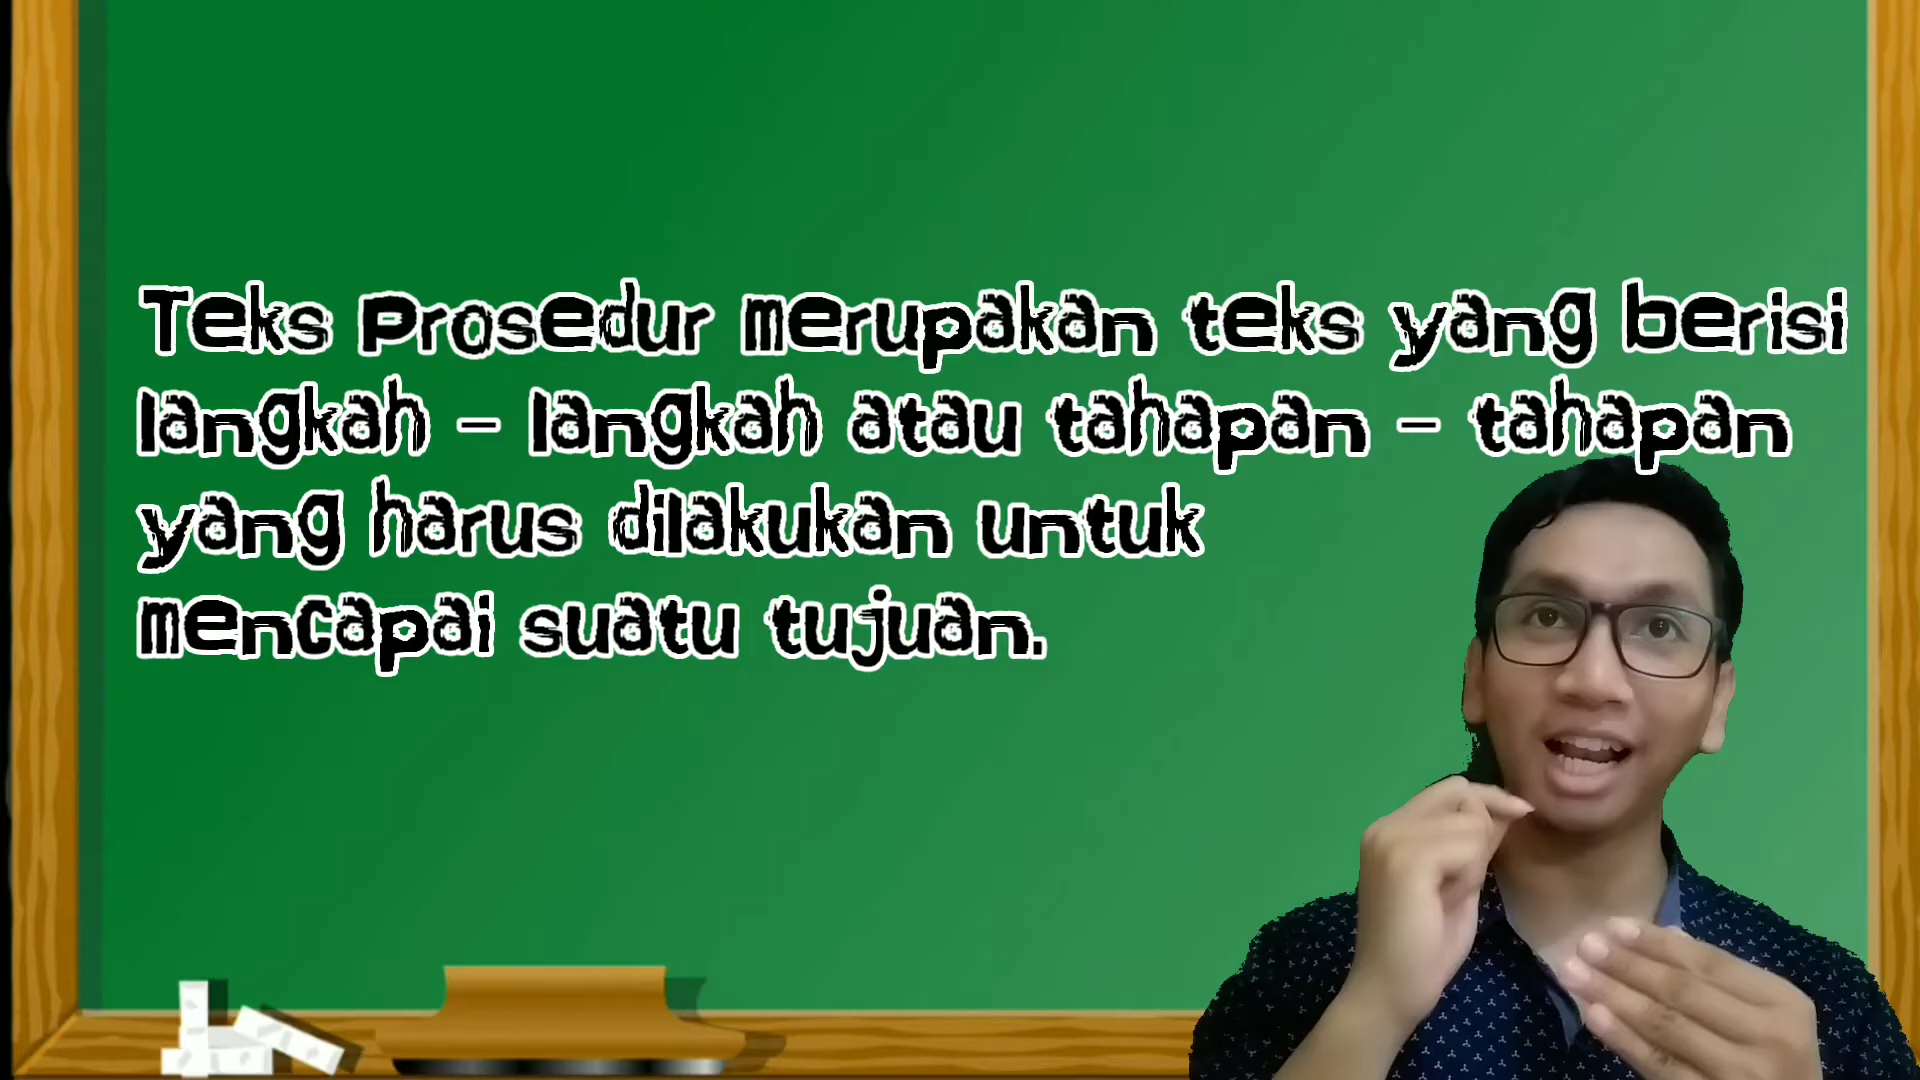 Teks Prosedur merupakan teks yang berisi
langkah - langkah atau tahapan - tahapan
yang harus dilakukan untuk
mencapai suatu tujuan.